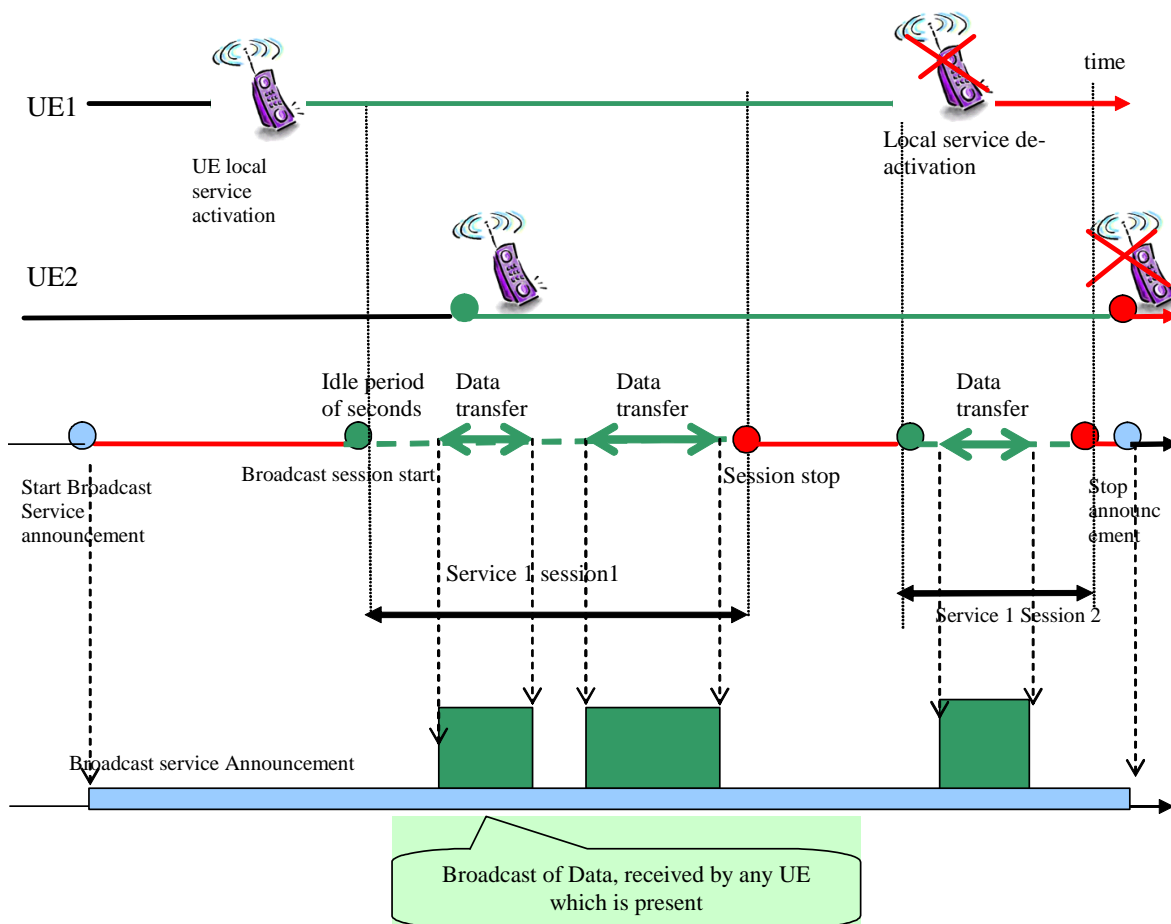 time
UE1
UE local
service
activation
Local service de-
activation
UE2
Idle period
of seconds
Data
transfer
Data
transfer
Data
transfer
Broadcast session start
Session stop
Start Broadcast
Service
announcement
Stop
announc
ement
Service 1 session1
Service 1 Session 2
Broadcast service Announcement
Broadcast of Data, received by any UE
which is present